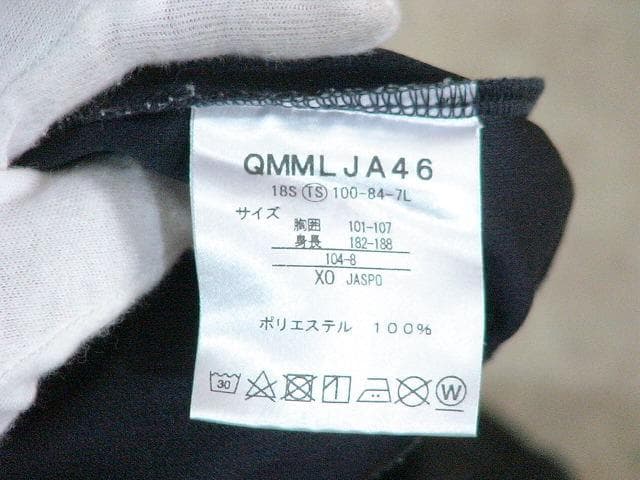 QMMLJA46
18S TS 100-84-7L
サイズ
胸囲 101-107
身長 182-188
104-8
XO JASPO
ポリエステル 100%
30 W